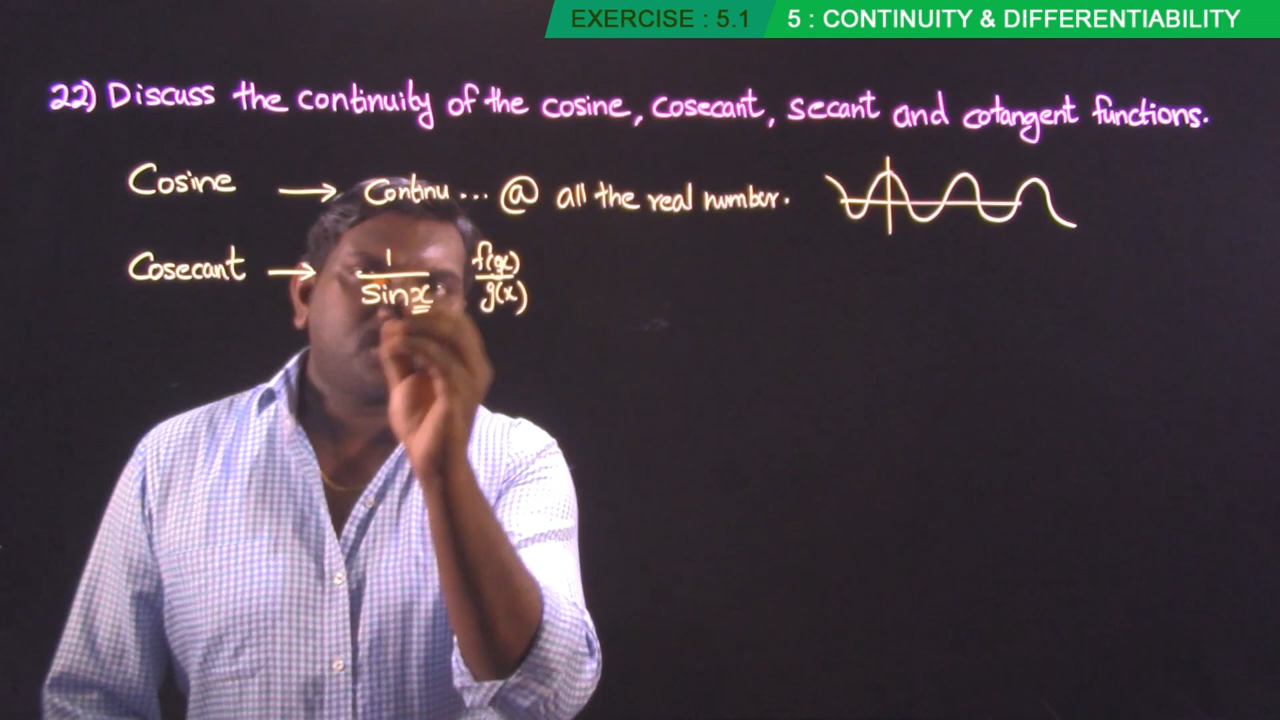 EXERCISE : 5.1 5 : CONTINUITY & DIFFERENTIABILITY
22) Discuss the continuity of the cosine, cosecant, secant and cotangent functions.
Cosine → Continu... @ all the real number.
Cosecant → 1/sin x f(x)/g(x)